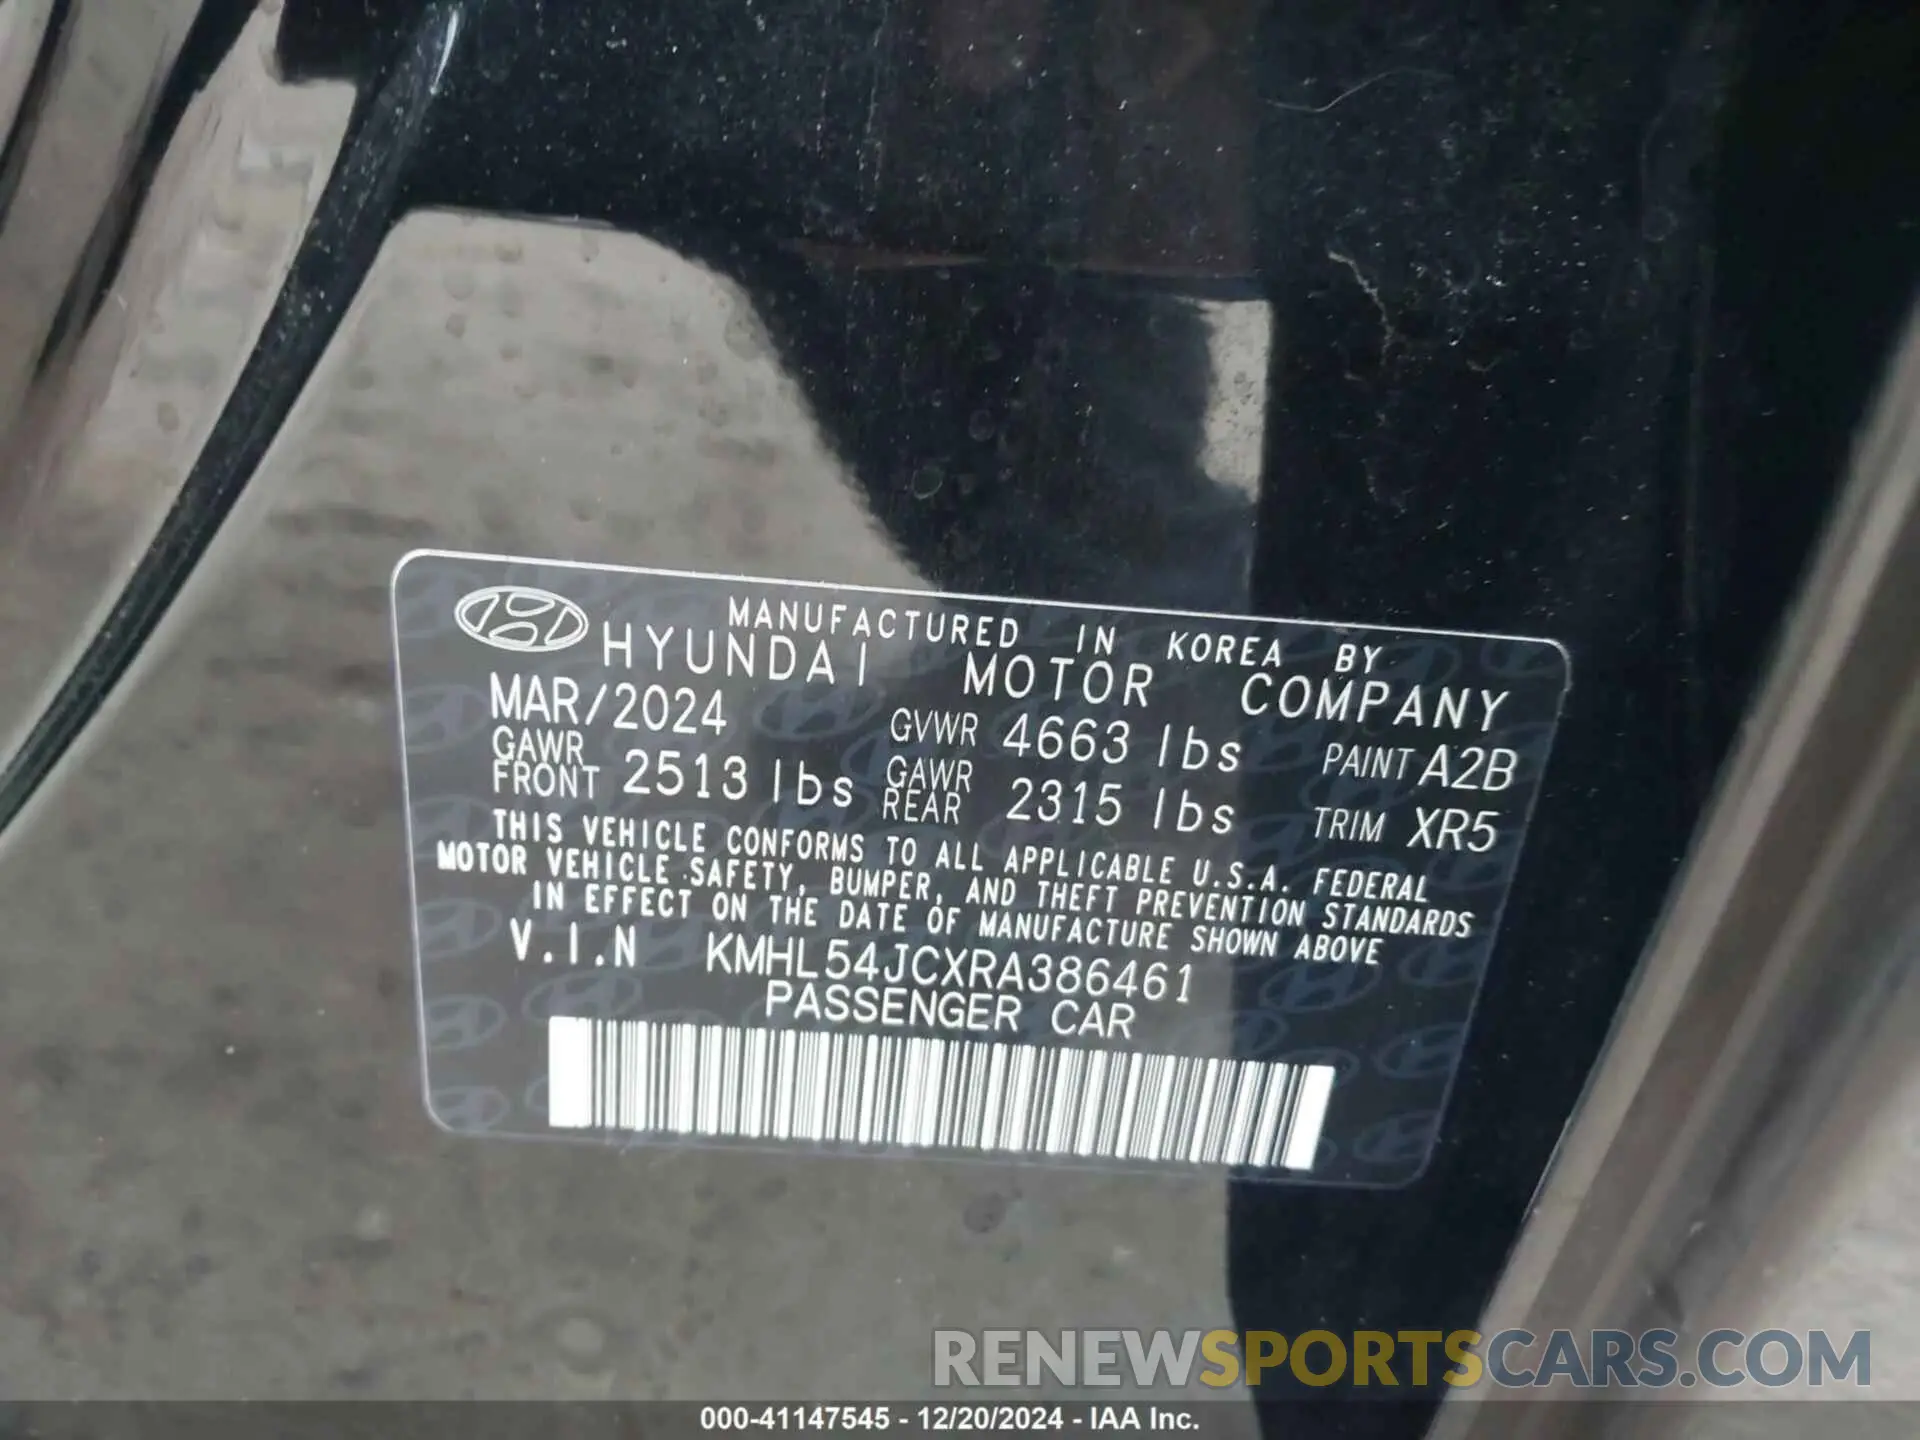 MANUFACTURED IN KOREA BY
HYUNDAI MOTOR COMPANY
MAR/2024 GVWR 4663 lbs PAINT A2B
GAWR FRONT 2513 lbs GAWR REAR 2315 lbs TRIM XR5
THIS VEHICLE CONFORMS TO ALL APPLICABLE U.S.A. FEDERAL
MOTOR VEHICLE SAFETY, BUMPER, AND THEFT PREVENTION STANDARDS
IN EFFECT ON THE DATE OF MANUFACTURE SHOWN ABOVE
V.I.N KMHL54JCXRA386461
PASSENGER CAR
RENEWSPORTSCARS.COM
000-41147545 - 12/20/2024 - IAA Inc.